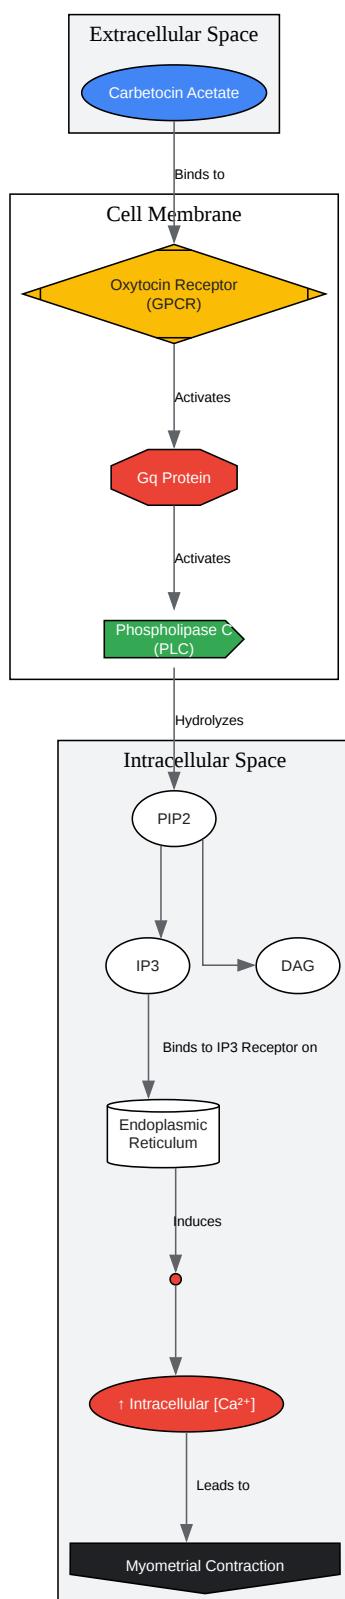 Extracellular Space
Carbetocin Acetate
Binds to
Cell Membrane
Oxytocin Receptor
(GPCR)
Activates
Gq Protein
Activates
Phospholipase C
(PLC)
Hydrolyzes
Intracellular Space
PIP2
IP3
DAG
Binds to IP3 Receptor on
Endoplasmic
Reticulum
Induces
↑ Intracellular [Ca²⁺]
Leads to
Myometrial Contraction